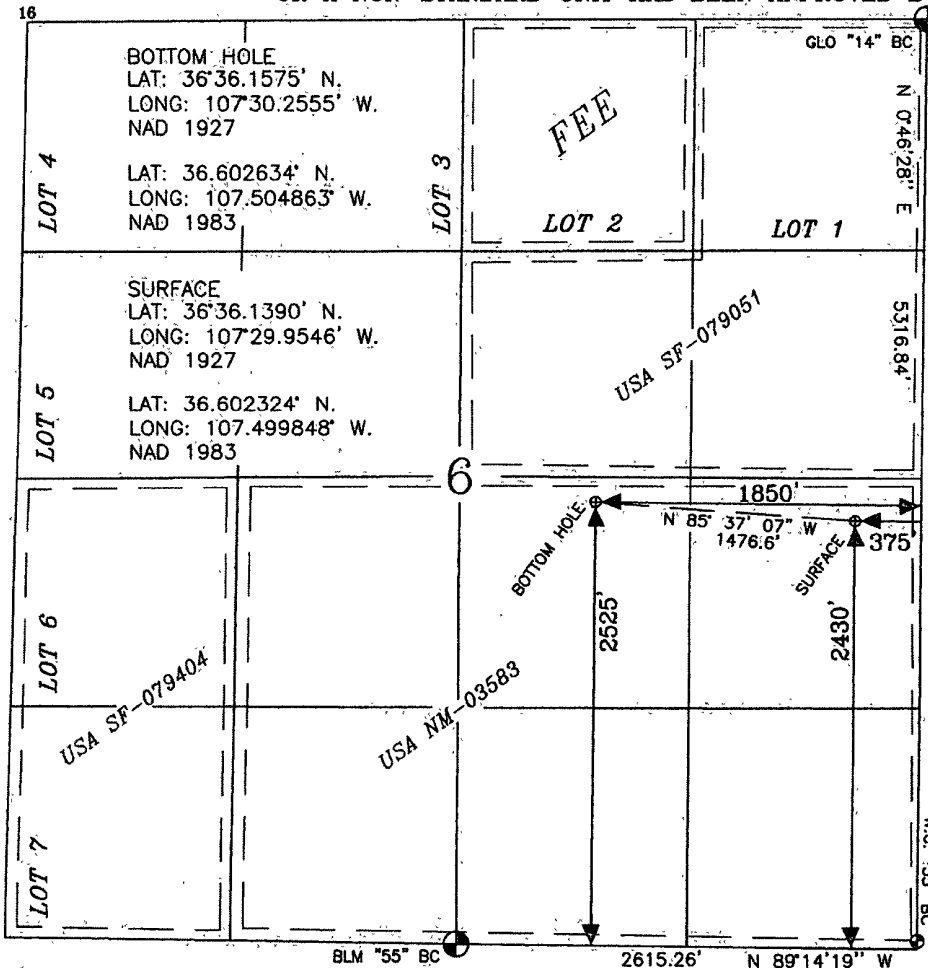 16
GLO "14" BC
BOTTOM HOLE
LAT: 36°36.1575' N.
LONG: 107°30.2555' W.
NAD 1927
LAT: 36.602634° N.
LONG: 107.504863° W.
NAD 1983
LOT 4
LOT 3
FEE
LOT 2
LOT 1
N 0°46'28" E
5316.84'
SURFACE
LAT: 36°36.1390' N.
LONG: 107°29.9546' W.
NAD 1927
LAT: 36.602324° N.
LONG: 107.499848° W.
NAD 1983
LOT 5
USA SF-079051
6
1850'
N 85° 37' 07" W
1476.6'
375'
BOTTOM HOLE
SURFACE
2525'
2430'
LOT 6
USA SF-079404
USA NM-03583
LOT 7
BLM "55" BC
2615.26'
N 89°14'19" W